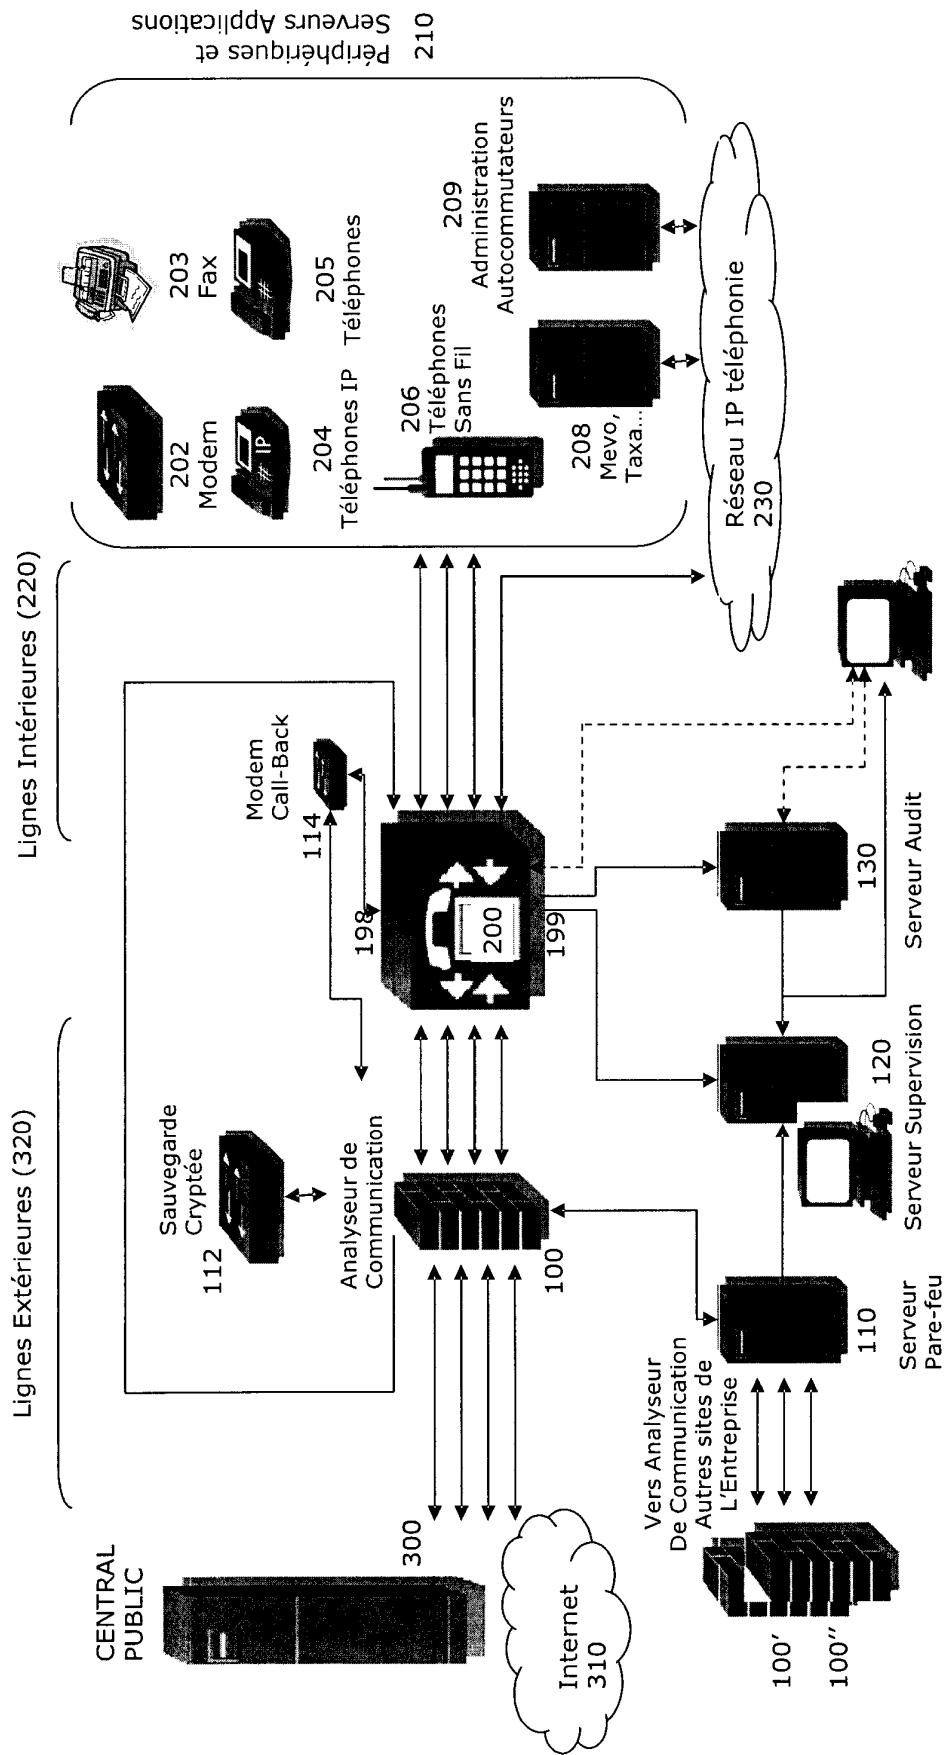 Lignes Extérieures (320)
Lignes Intérieures (220)
Périphériques et
Serveurs Applications
210
CENTRAL
PUBLIC
300
Internet
310
Sauvegarde
Cryptée
112
Analyseur de
Communication
100
Modem
Call-Back
114
198
200
199
202
Modem
203
Fax
IP
204
Téléphones IP
205
Téléphones
206
Téléphones
Sans Fil
208
Mevo,
Taxa...
209
Administration
Autocommutateurs
Réseau IP téléphonie
230
Vers Analyseur
De Communication
Autres sites de
L'Entreprise
100'
100''
110
Serveur
Pare-feu
120
Serveur Supervision
130
Serveur Audit